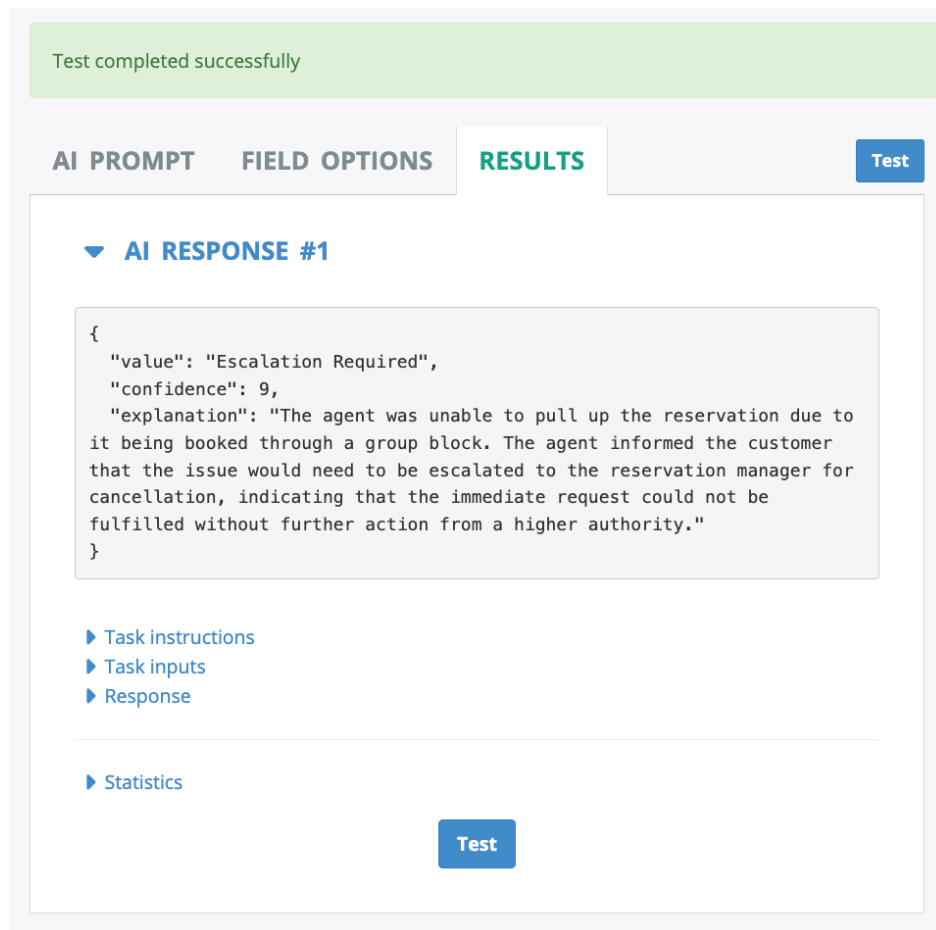 Test completed successfully
AI PROMPT
FIELD OPTIONS
RESULTS
Test
AI RESPONSE #1
{
"value": "Escalation Required",
"confidence": 9,
"explanation": "The agent was unable to pull up the reservation due to
it being booked through a group block. The agent informed the customer
that the issue would need to be escalated to the reservation manager for
cancellation, indicating that the immediate request could not be
fulfilled without further action from a higher authority."
}
Task instructions
Task inputs
Response
Statistics
Test